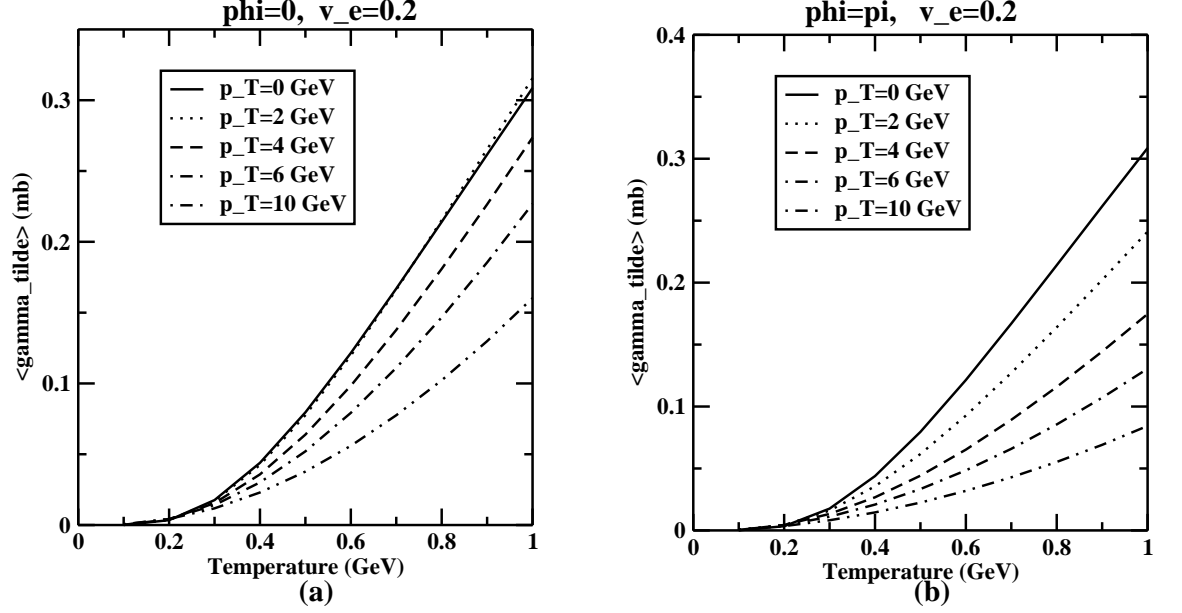 phi=0, v_e=0.2
<gamma_tilde> (mb)
0.3
0.2
0.1
0
p_T=0 GeV
p_T=2 GeV
p_T=4 GeV
p_T=6 GeV
p_T=10 GeV
0 0.2 0.4 0.6 0.8 1
Temperature (GeV)
(a)
phi=pi, v_e=0.2
<gamma_tilde> (mb)
0.4
0.3
0.2
0.1
0
p_T=0 GeV
p_T=2 GeV
p_T=4 GeV
p_T=6 GeV
p_T=10 GeV
0 0.2 0.4 0.6 0.8 1
Temperature (GeV)
(b)